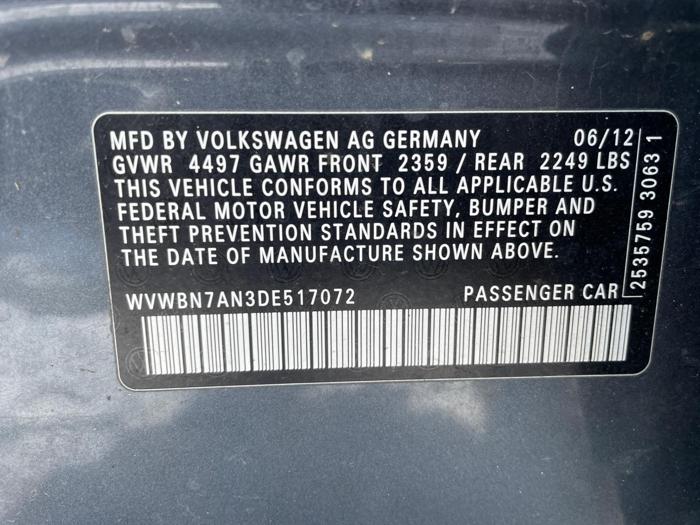 MFD BY VOLKSWAGEN AG GERMANY 06/12
GVWR 4497 GAWR FRONT 2359 / REAR 2249 LBS
THIS VEHICLE CONFORMS TO ALL APPLICABLE U.S.
FEDERAL MOTOR VEHICLE SAFETY, BUMPER AND
THEFT PREVENTION STANDARDS IN EFFECT ON
THE DATE OF MANUFACTURE SHOWN ABOVE.
WVWBN7AN3DE517072 PASSENGER CAR
2535759 3063 1